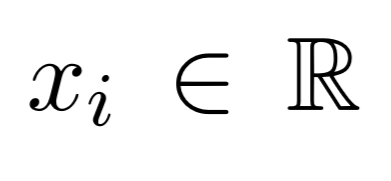 xᵢ ∈ ℝ